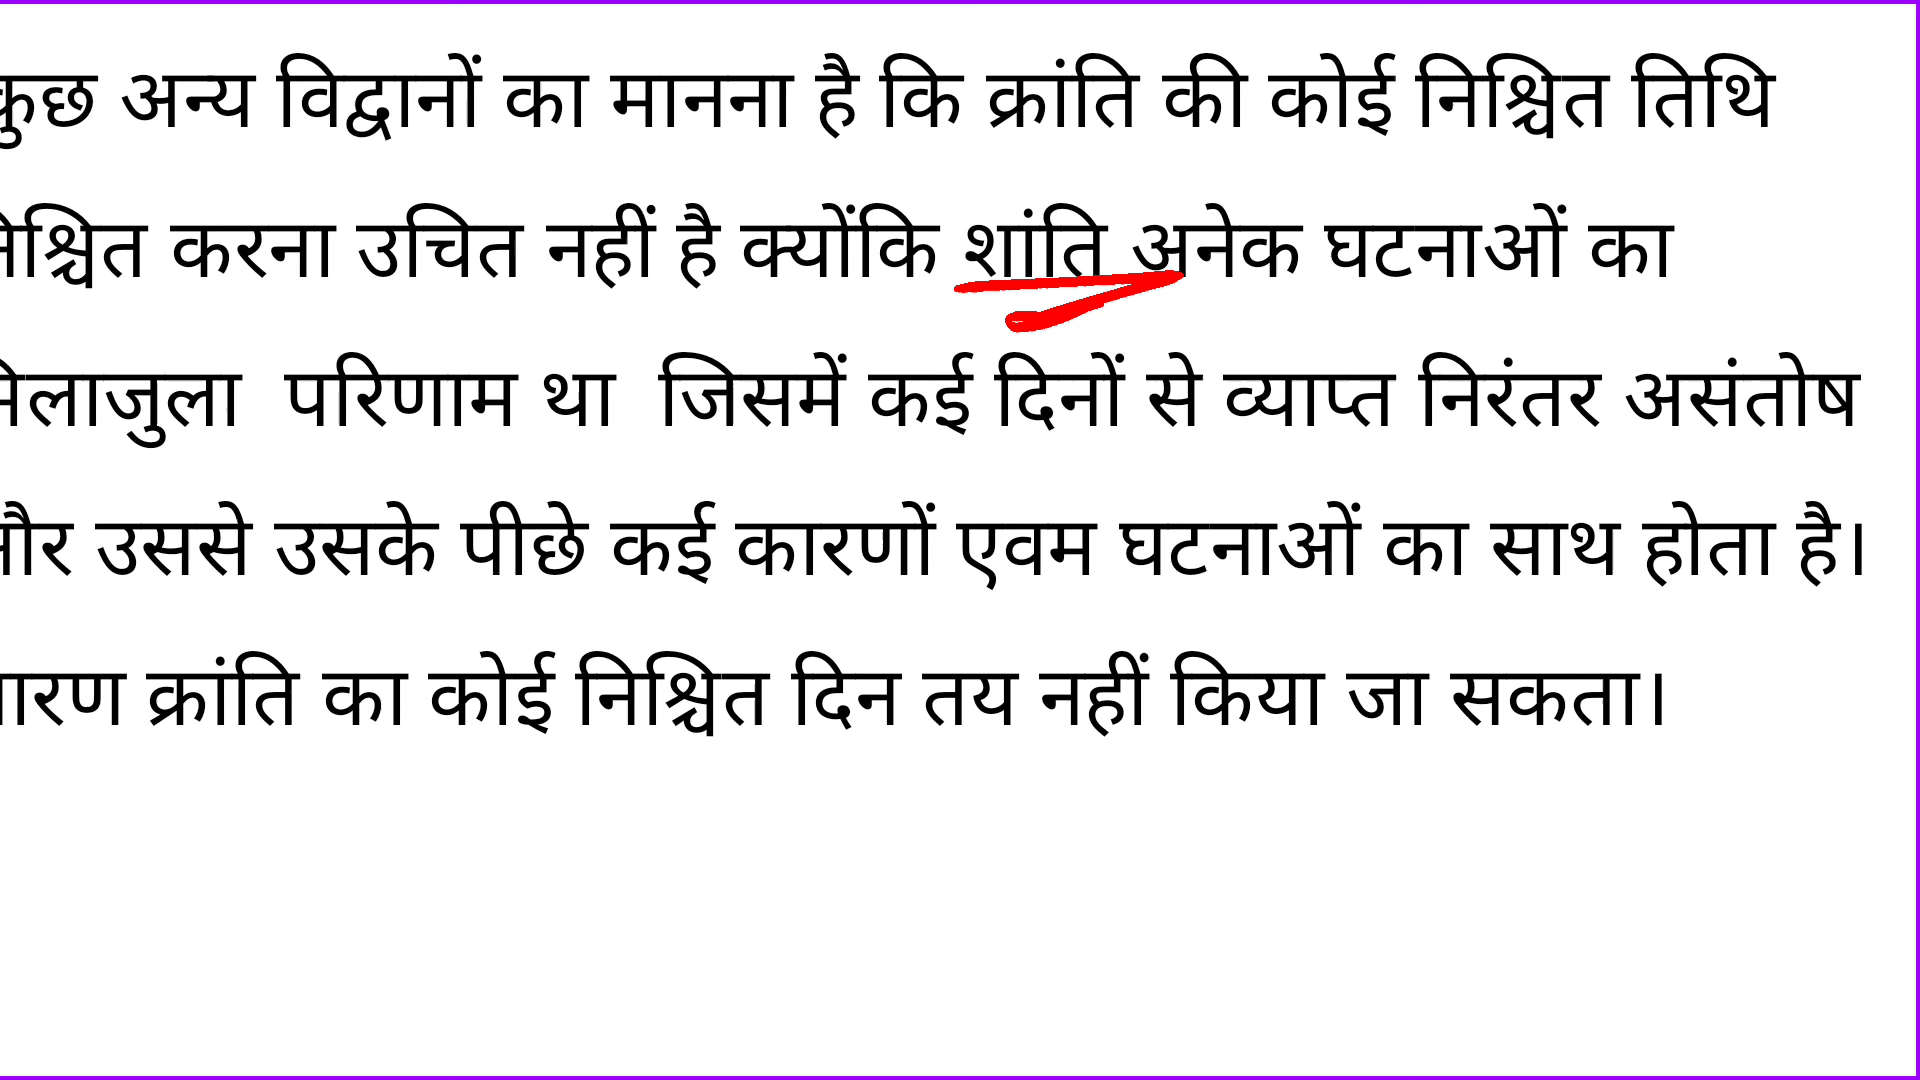 कुछ अन्य विद्वानों का मानना है कि क्रांति की कोई निश्चित तिथि
निश्चित करना उचित नहीं है क्योंकि शांति अनेक घटनाओं का
मिलाजुला परिणाम था जिसमें कई दिनों से व्याप्त निरंतर असंतोष
और उससे उसके पीछे कई कारणों एवम घटनाओं का साथ होता है।
क्रांति का कोई निश्चित दिन तय नहीं किया जा सकता।